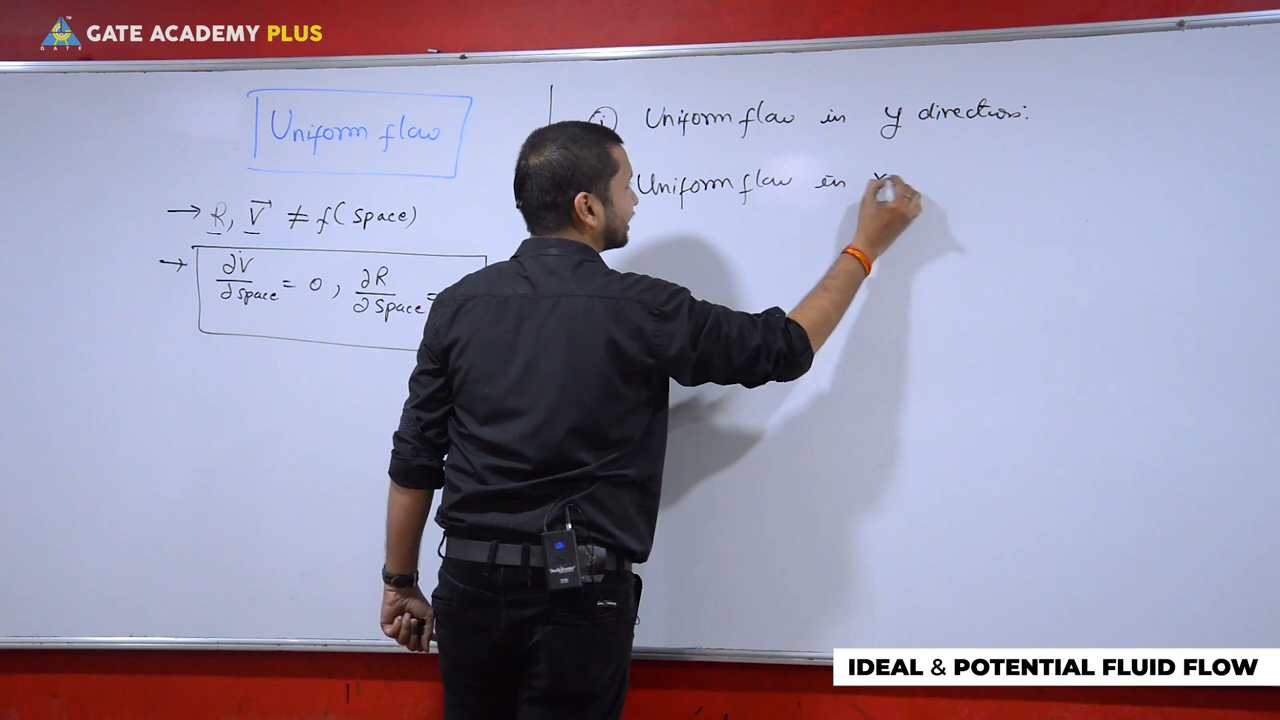 GATE ACADEMY PLUS
GATE
Uniform flow
→ R, V ≠ f(space)
→ ∂V/∂space = 0, ∂R/∂space =
(i) Uniform flow in y direction:
Uniform flow in x
IDEAL & POTENTIAL FLUID FLOW